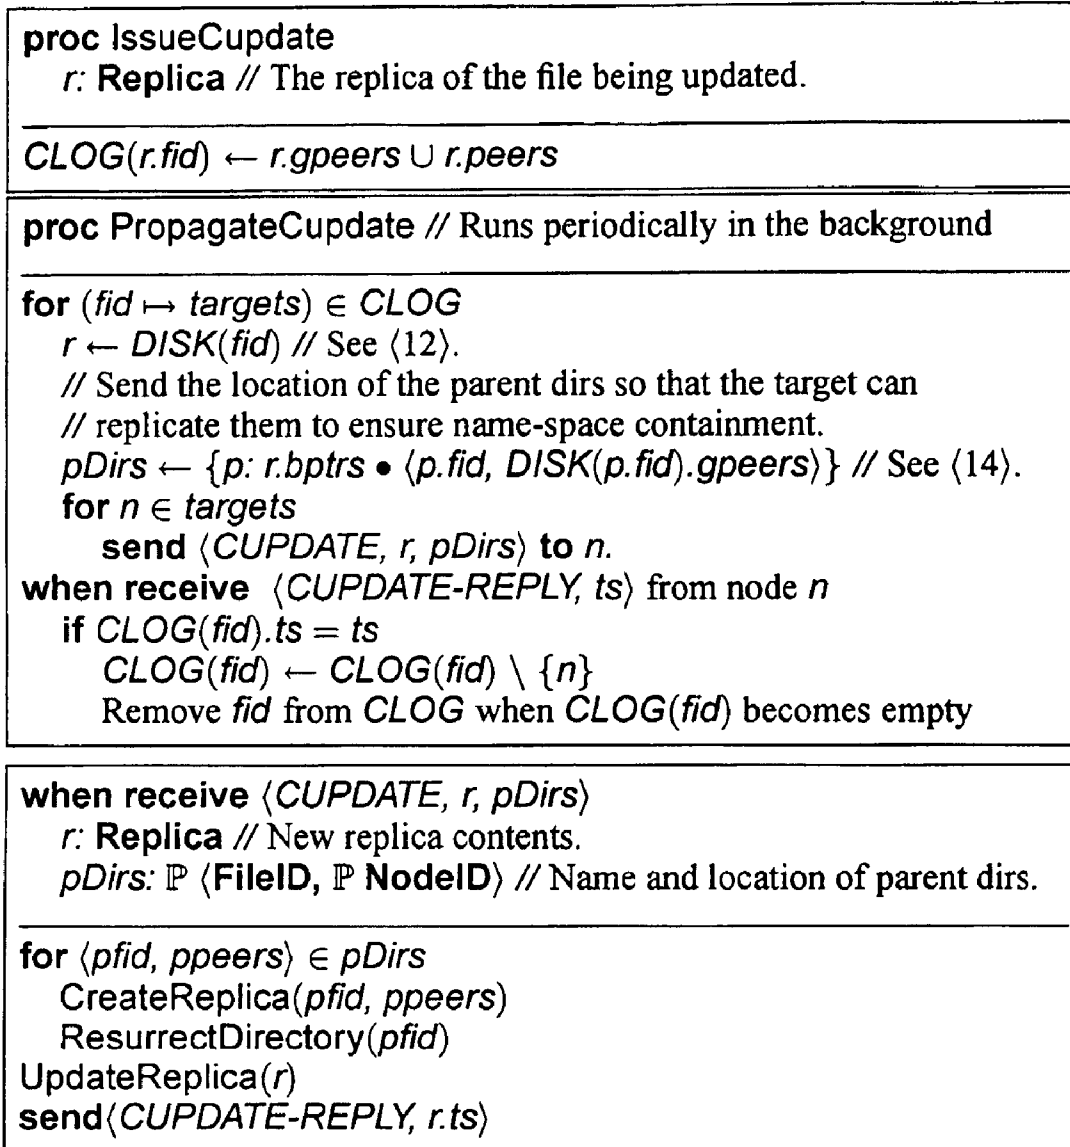 proc IssueCupdate
r: Replica // The replica of the file being updated.
CLOG(r.fid) ← r.gpeers ∪ r.peers
proc PropagateCupdate // Runs periodically in the background
for (fid ↦ targets) ∈ CLOG
r ← DISK(fid) // See ⟨12⟩.
// Send the location of the parent dirs so that the target can
// replicate them to ensure name-space containment.
pDirs ← {p: r.bptrs • ⟨p.fid, DISK(p.fid).gpeers⟩} // See ⟨14⟩.
for n ∈ targets
send ⟨CUPDATE, r, pDirs⟩ to n.
when receive ⟨CUPDATE-REPLY, ts⟩ from node n
if CLOG(fid).ts = ts
CLOG(fid) ← CLOG(fid) \ {n}
Remove fid from CLOG when CLOG(fid) becomes empty
when receive ⟨CUPDATE, r, pDirs⟩
r: Replica // New replica contents.
pDirs: ℙ ⟨FileID, ℙ NodeID⟩ // Name and location of parent dirs.
for ⟨pfid, ppeers⟩ ∈ pDirs
CreateReplica(pfid, ppeers)
ResurrectDirectory(pfid)
UpdateReplica(r)
send⟨CUPDATE-REPLY, r.ts⟩